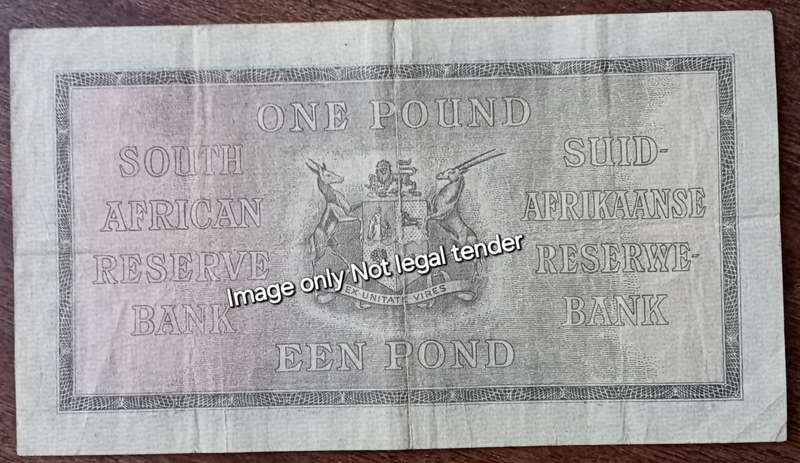 ONE POUND
SOUTH
AFRICAN
RESERVE
BANK
SUID-
AFRIKAANSE
RESERWE-
BANK
Image only Not legal tender
EX UNITATE VIRES
EEN POND